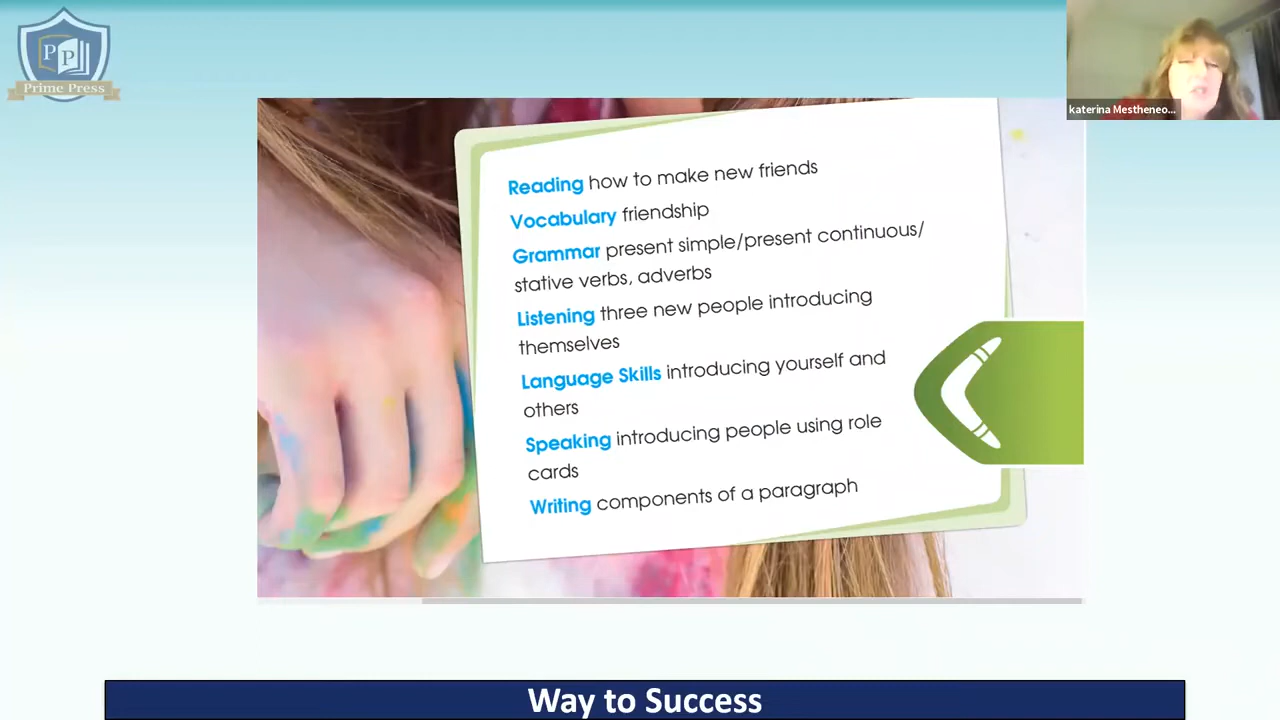 P P
Prime Press
katerina Mestheneo...
Reading how to make new friends
Vocabulary friendship
Grammar present simple/present continuous/
stative verbs, adverbs
Listening three new people introducing
themselves
Language Skills introducing yourself and
others
Speaking introducing people using role
cards
Writing components of a paragraph
Way to Success